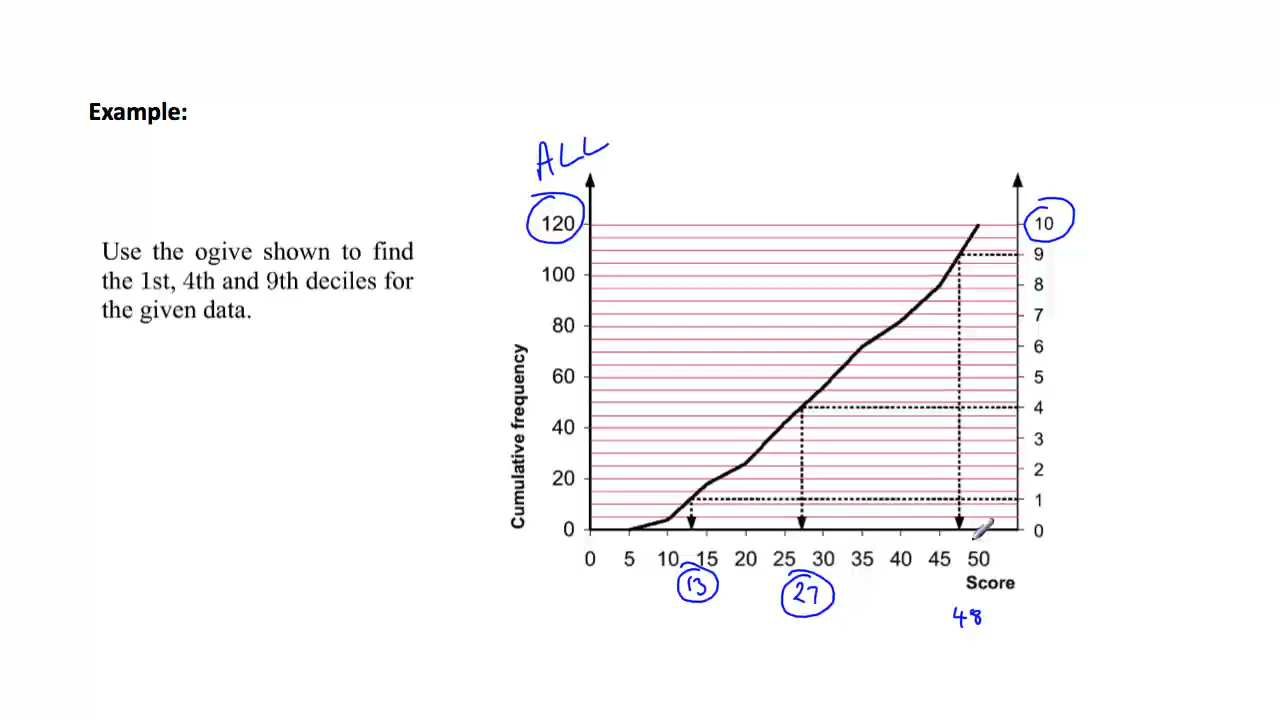 Example:
ALL
Use the ogive shown to find
the 1st, 4th and 9th deciles for
the given data.
Cumulative frequency
120
100
80
60
40
20
0
10
9
8
7
6
5
4
3
2
1
0
0 5 10 15 20 25 30 35 40 45 50
Score
13 27
48